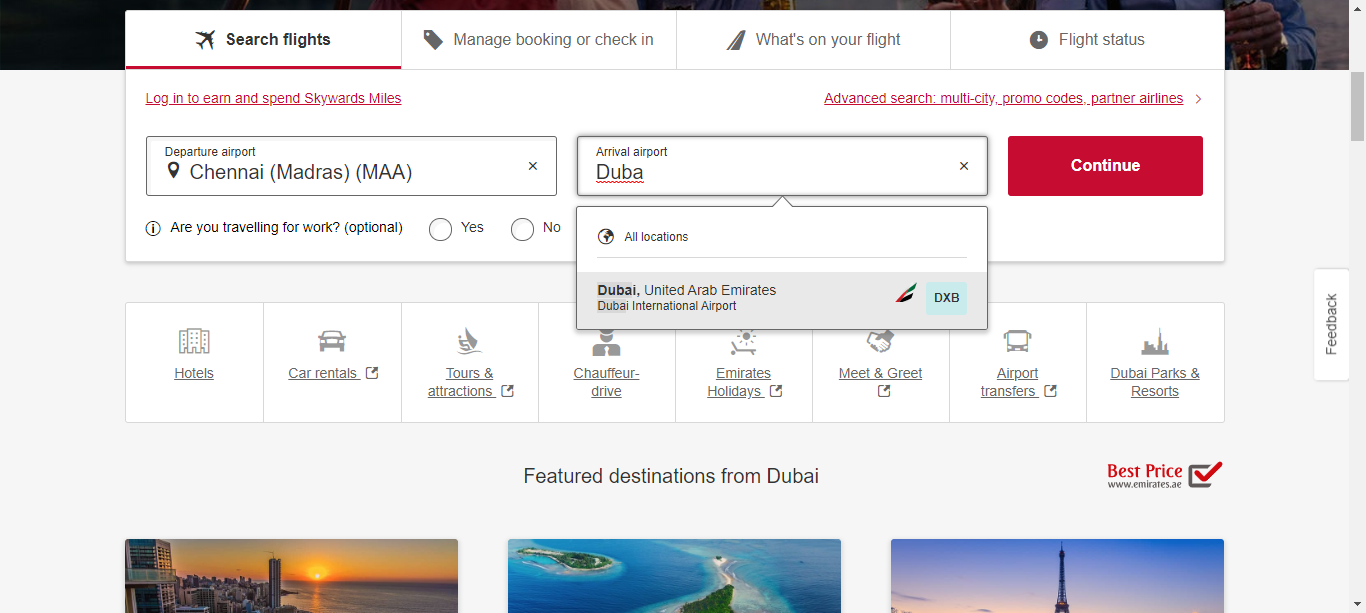 Search flights
Manage booking or check in
What's on your flight
Flight status
Log in to earn and spend Skywards Miles
Advanced search: multi-city, promo codes, partner airlines
Departure airport
Chennai (Madras) (MAA)
Arrival airport
Duba
Continue
Are you travelling for work? (optional)
Yes
No
All locations
Dubai, United Arab Emirates
Dubai International Airport
DXB
Feedback
Hotels
Car rentals
Tours &
attractions
Chauffeur-
drive
Emirates
Holidays
Meet & Greet
Airport
transfers
Dubai Parks &
Resorts
Featured destinations from Dubai
Best Price
www.emirates.ae